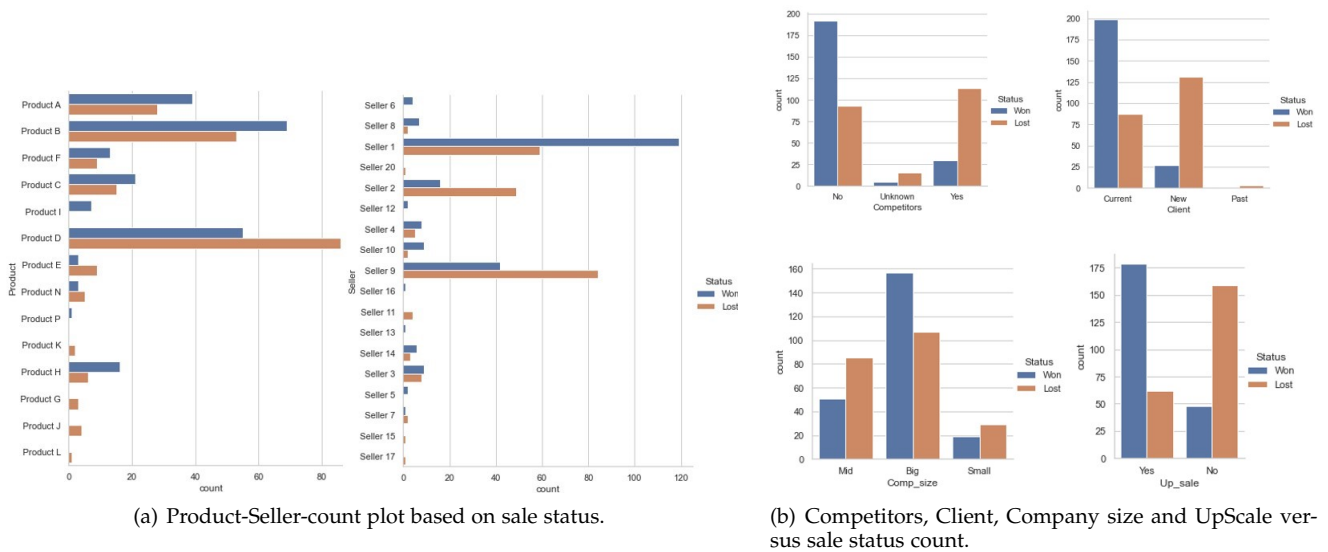 Product A
Product B
Product F
Product C
Product I
Product D
Product E
Product N
Product P
Product K
Product H
Product G
Product J
Product L
Product
0 20 40 60 80
count
Seller 6
Seller 8
Seller 1
Seller 20
Seller 2
Seller 12
Seller 4
Seller 10
Seller 9
Seller 16
Seller 11
Seller 13
Seller 14
Seller 3
Seller 5
Seller 7
Seller 15
Seller 17
Seller
0 20 40 60 80 100 120
count
Status
Won
Lost
(a) Product-Seller-count plot based on sale status.
200
175
150
125
100
75
50
25
0
count
No Unknown Yes
Competitors
Status
Won
Lost
200
175
150
125
100
75
50
25
0
count
Current New Past
Client
Status
Won
Lost
160
140
120
100
80
60
40
20
0
count
Mid Big Small
Comp_size
Status
Won
Lost
175
150
125
100
75
50
25
0
count
Yes No
Up_sale
Status
Won
Lost
(b) Competitors, Client, Company size and UpScale ver-
sus sale status count.